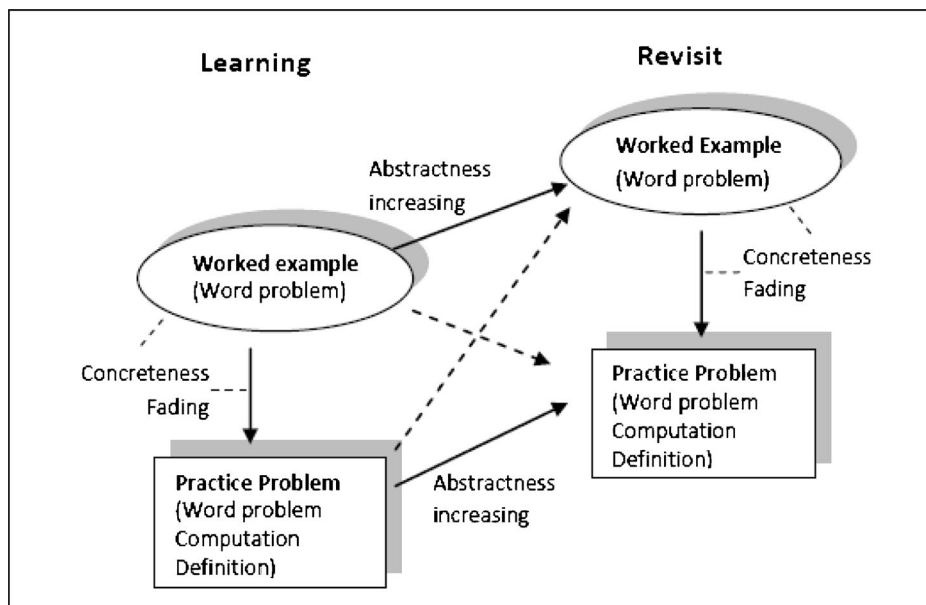 Learning
Revisit
Worked Example
(Word problem)
Abstractness
increasing
Worked example
(Word problem)
Concreteness
Fading
Concreteness
Fading
Practice Problem
(Word problem
Computation
Definition)
Practice Problem
(Word problem
Computation
Definition)
Abstractness
increasing